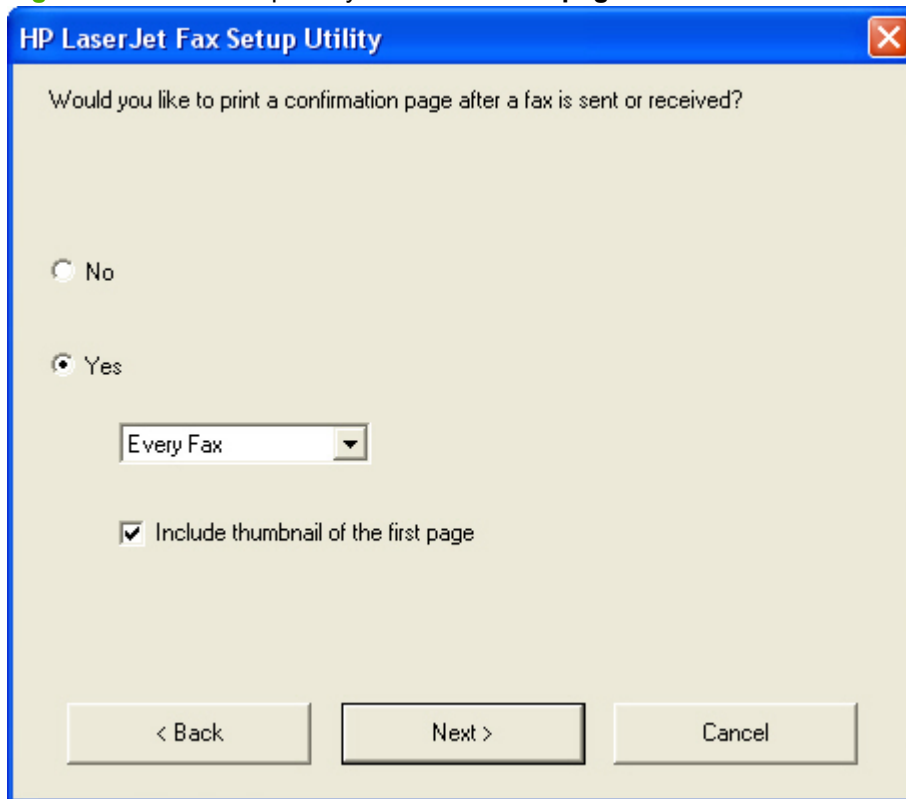 HP LaserJet Fax Setup Utility
Would you like to print a confirmation page after a fax is sent or received?
No
Yes
Every Fax
Include thumbnail of the first page
< Back
Next >
Cancel